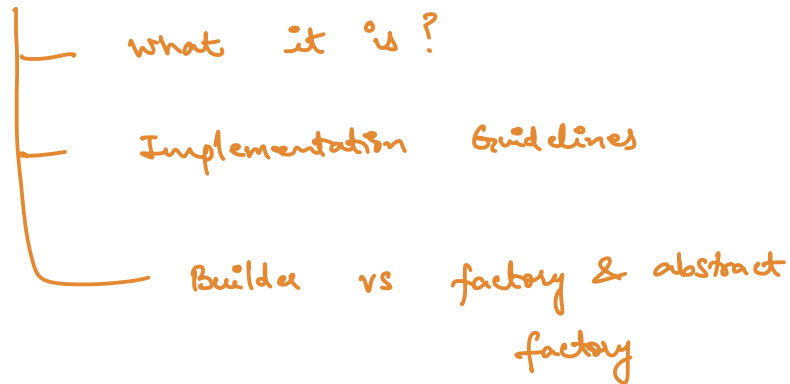 what it is?
Implementation Guidelines
Builder vs factory & abstract
factory